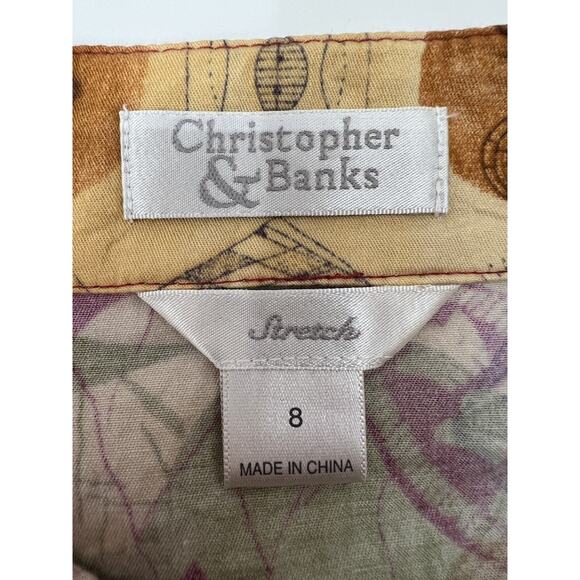 Christopher
& Banks
Stretch
8
MADE IN CHINA